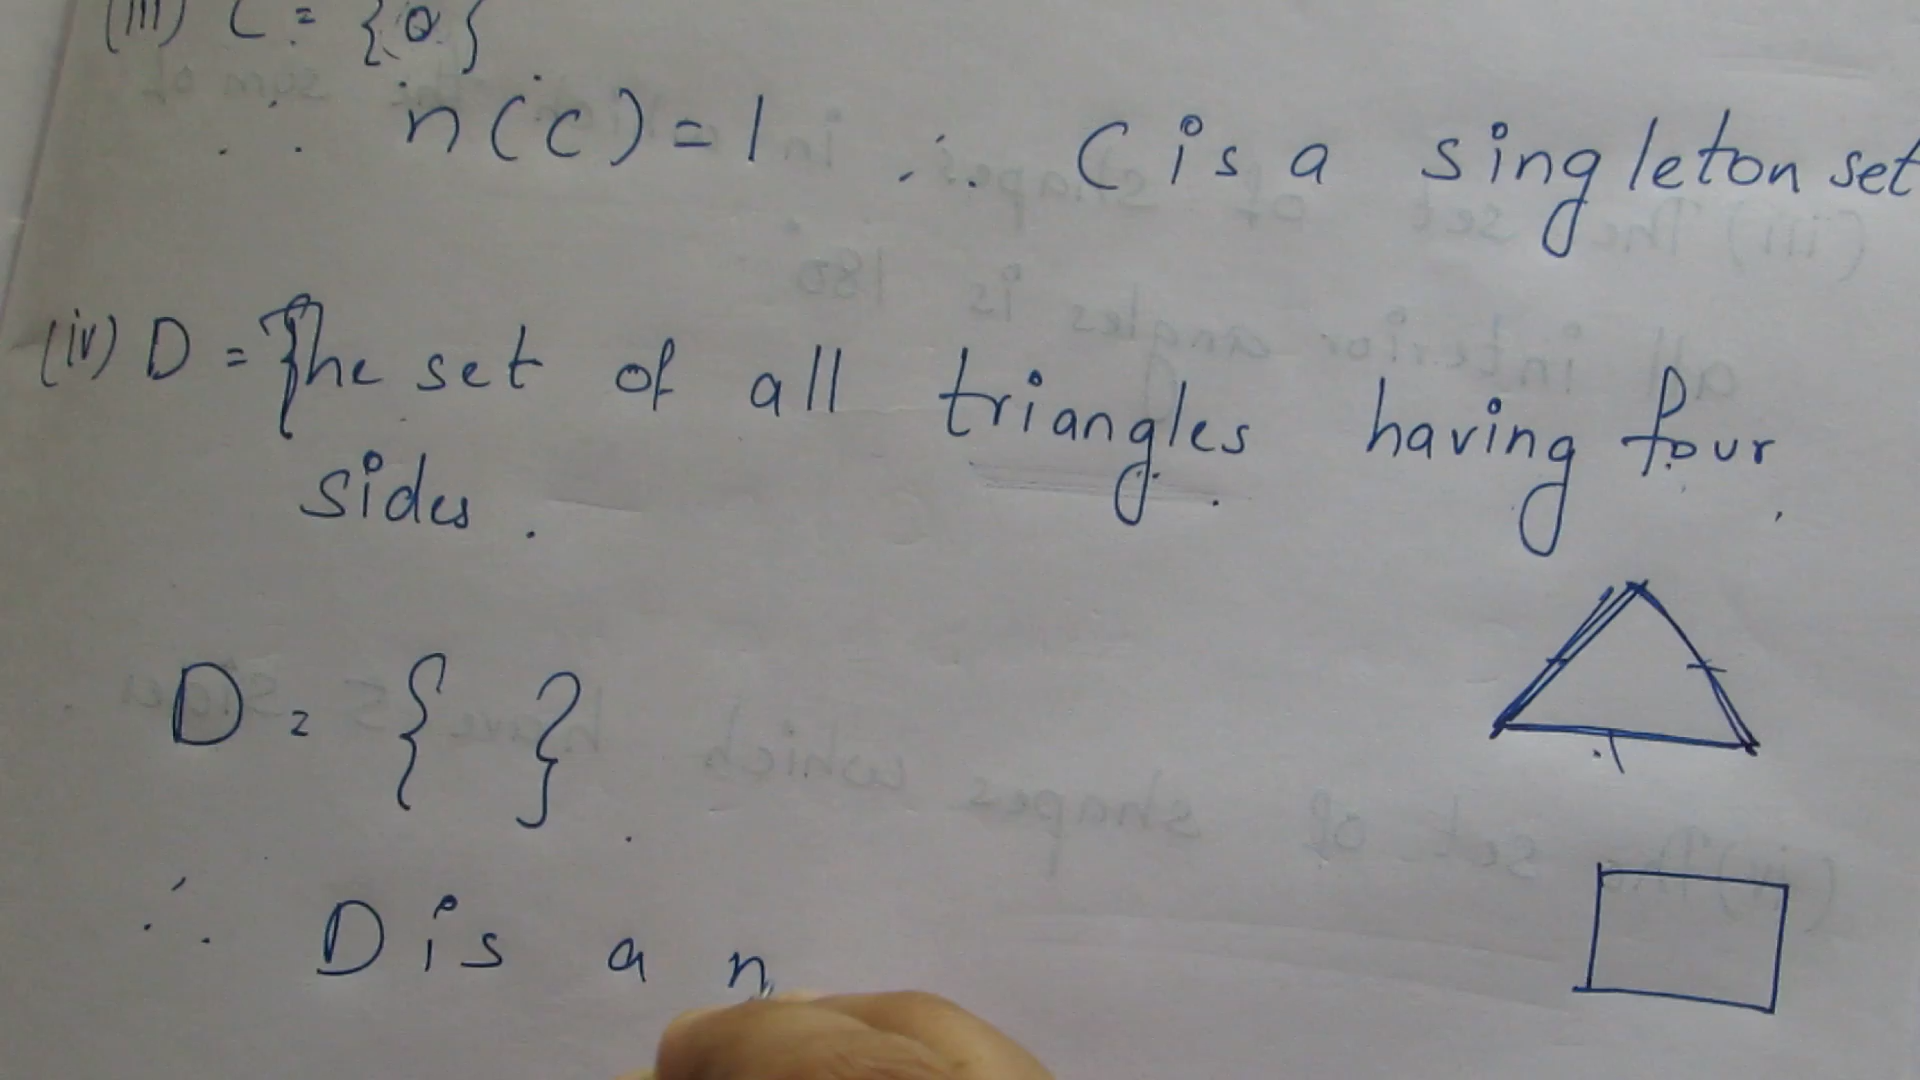 (iii) C = {0}
∴ n(c) = 1 ∴ C is a singleton set
(iv) D = The set of all triangles having four
sides.
D = { }.
∴ D is a n